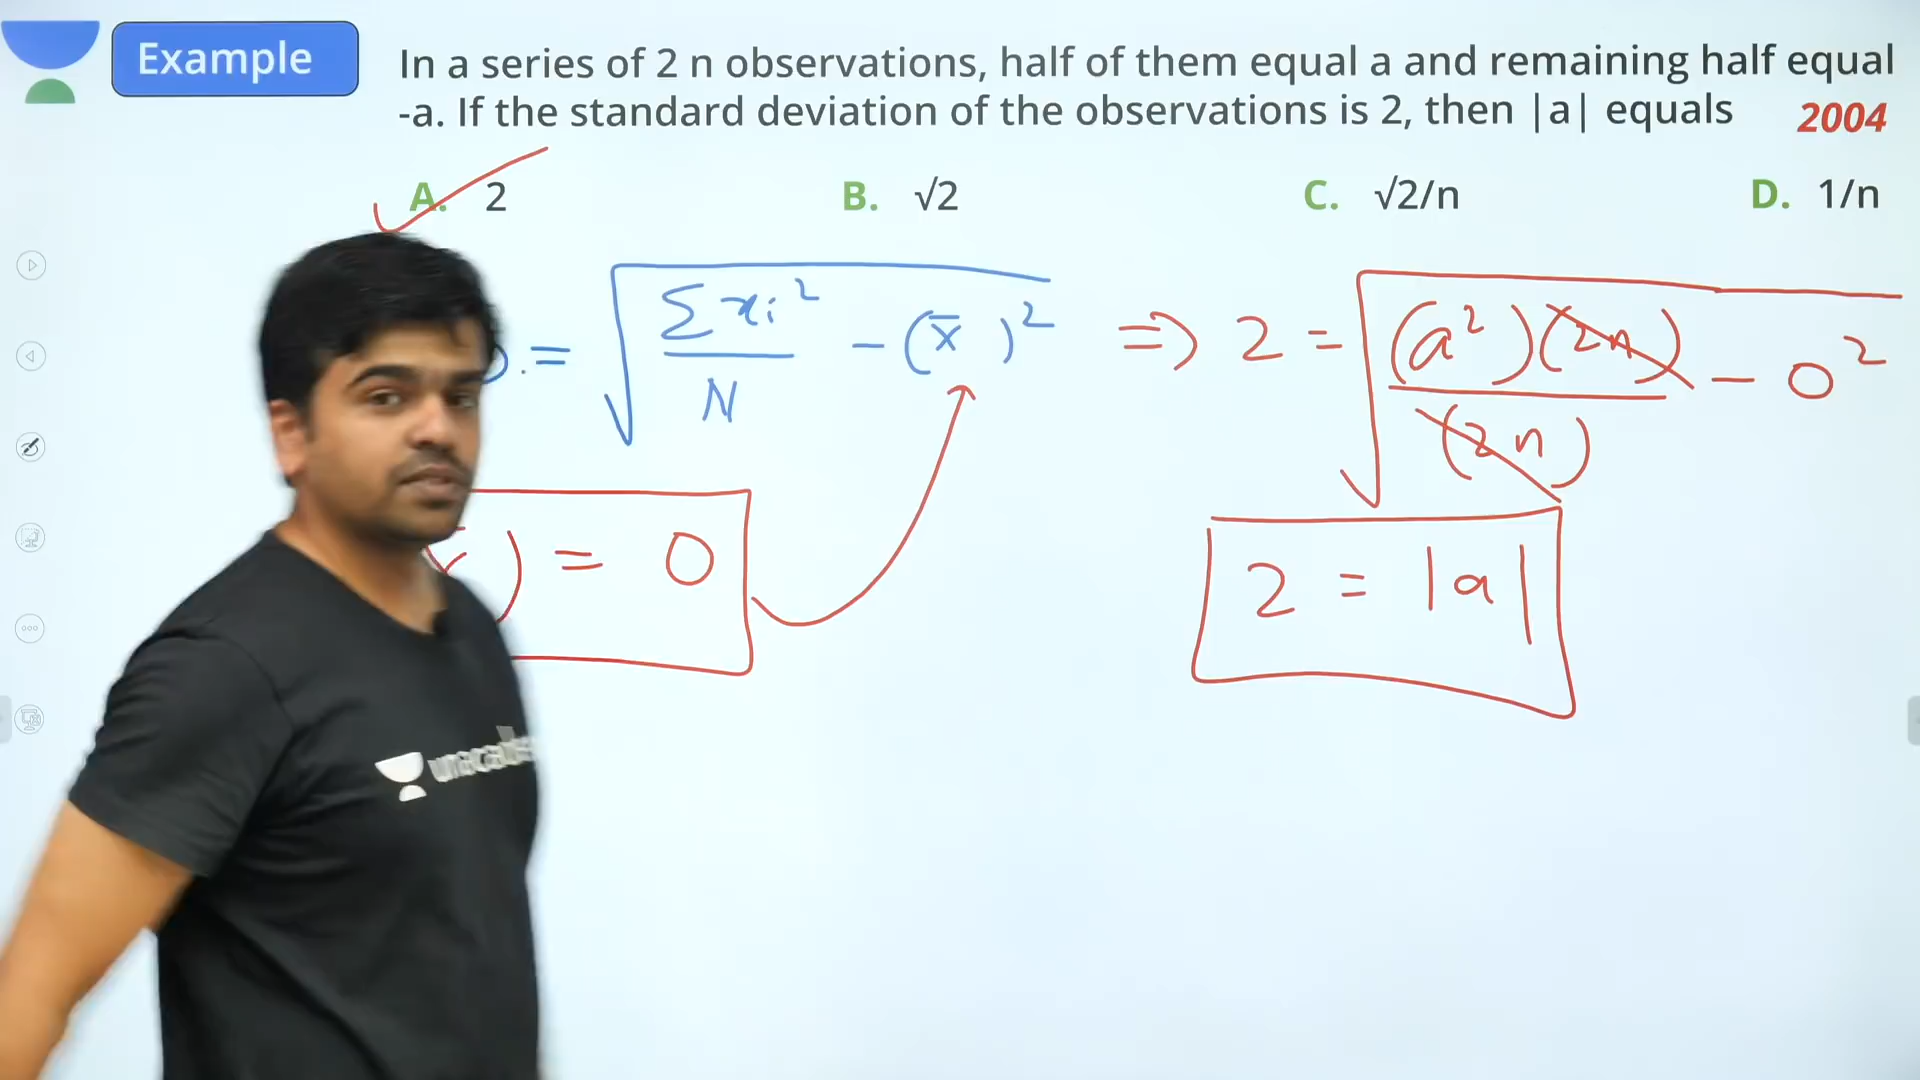 Example
In a series of 2 n observations, half of them equal a and remaining half equal
-a. If the standard deviation of the observations is 2, then |a| equals 2004
A. 2 B. √2 C. √2/n D. 1/n
. = √(Σxᵢ²/N - (x̄)²) ⇒ 2 = √((a²)(2n)/(2n) - 0²)
) = 0
2 = |a|